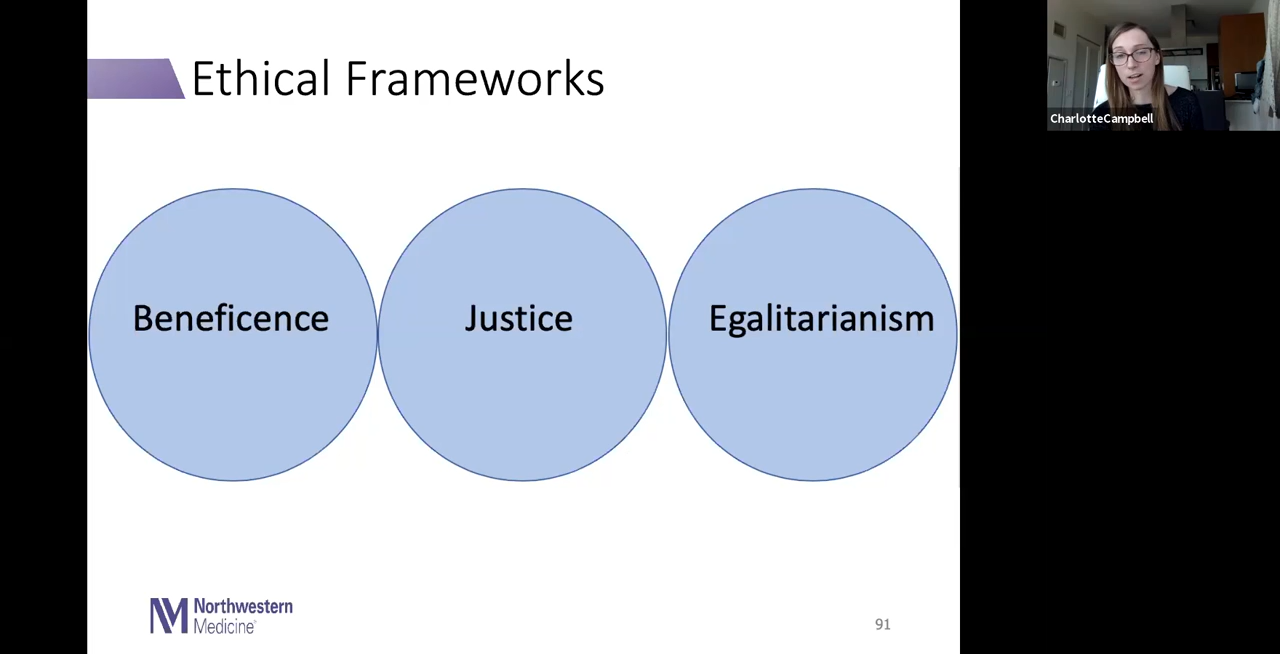 Ethical Frameworks
CharlotteCampbell
Beneficence
Justice
Egalitarianism
Northwestern
Medicine
91